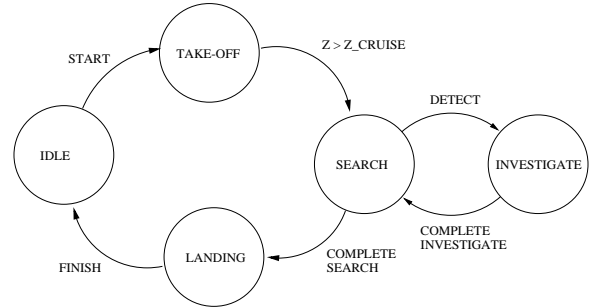 TAKE-OFF
Z > Z_CRUISE
START
DETECT
IDLE
SEARCH
INVESTIGATE
COMPLETE
INVESTIGATE
COMPLETE
SEARCH
LANDING
FINISH